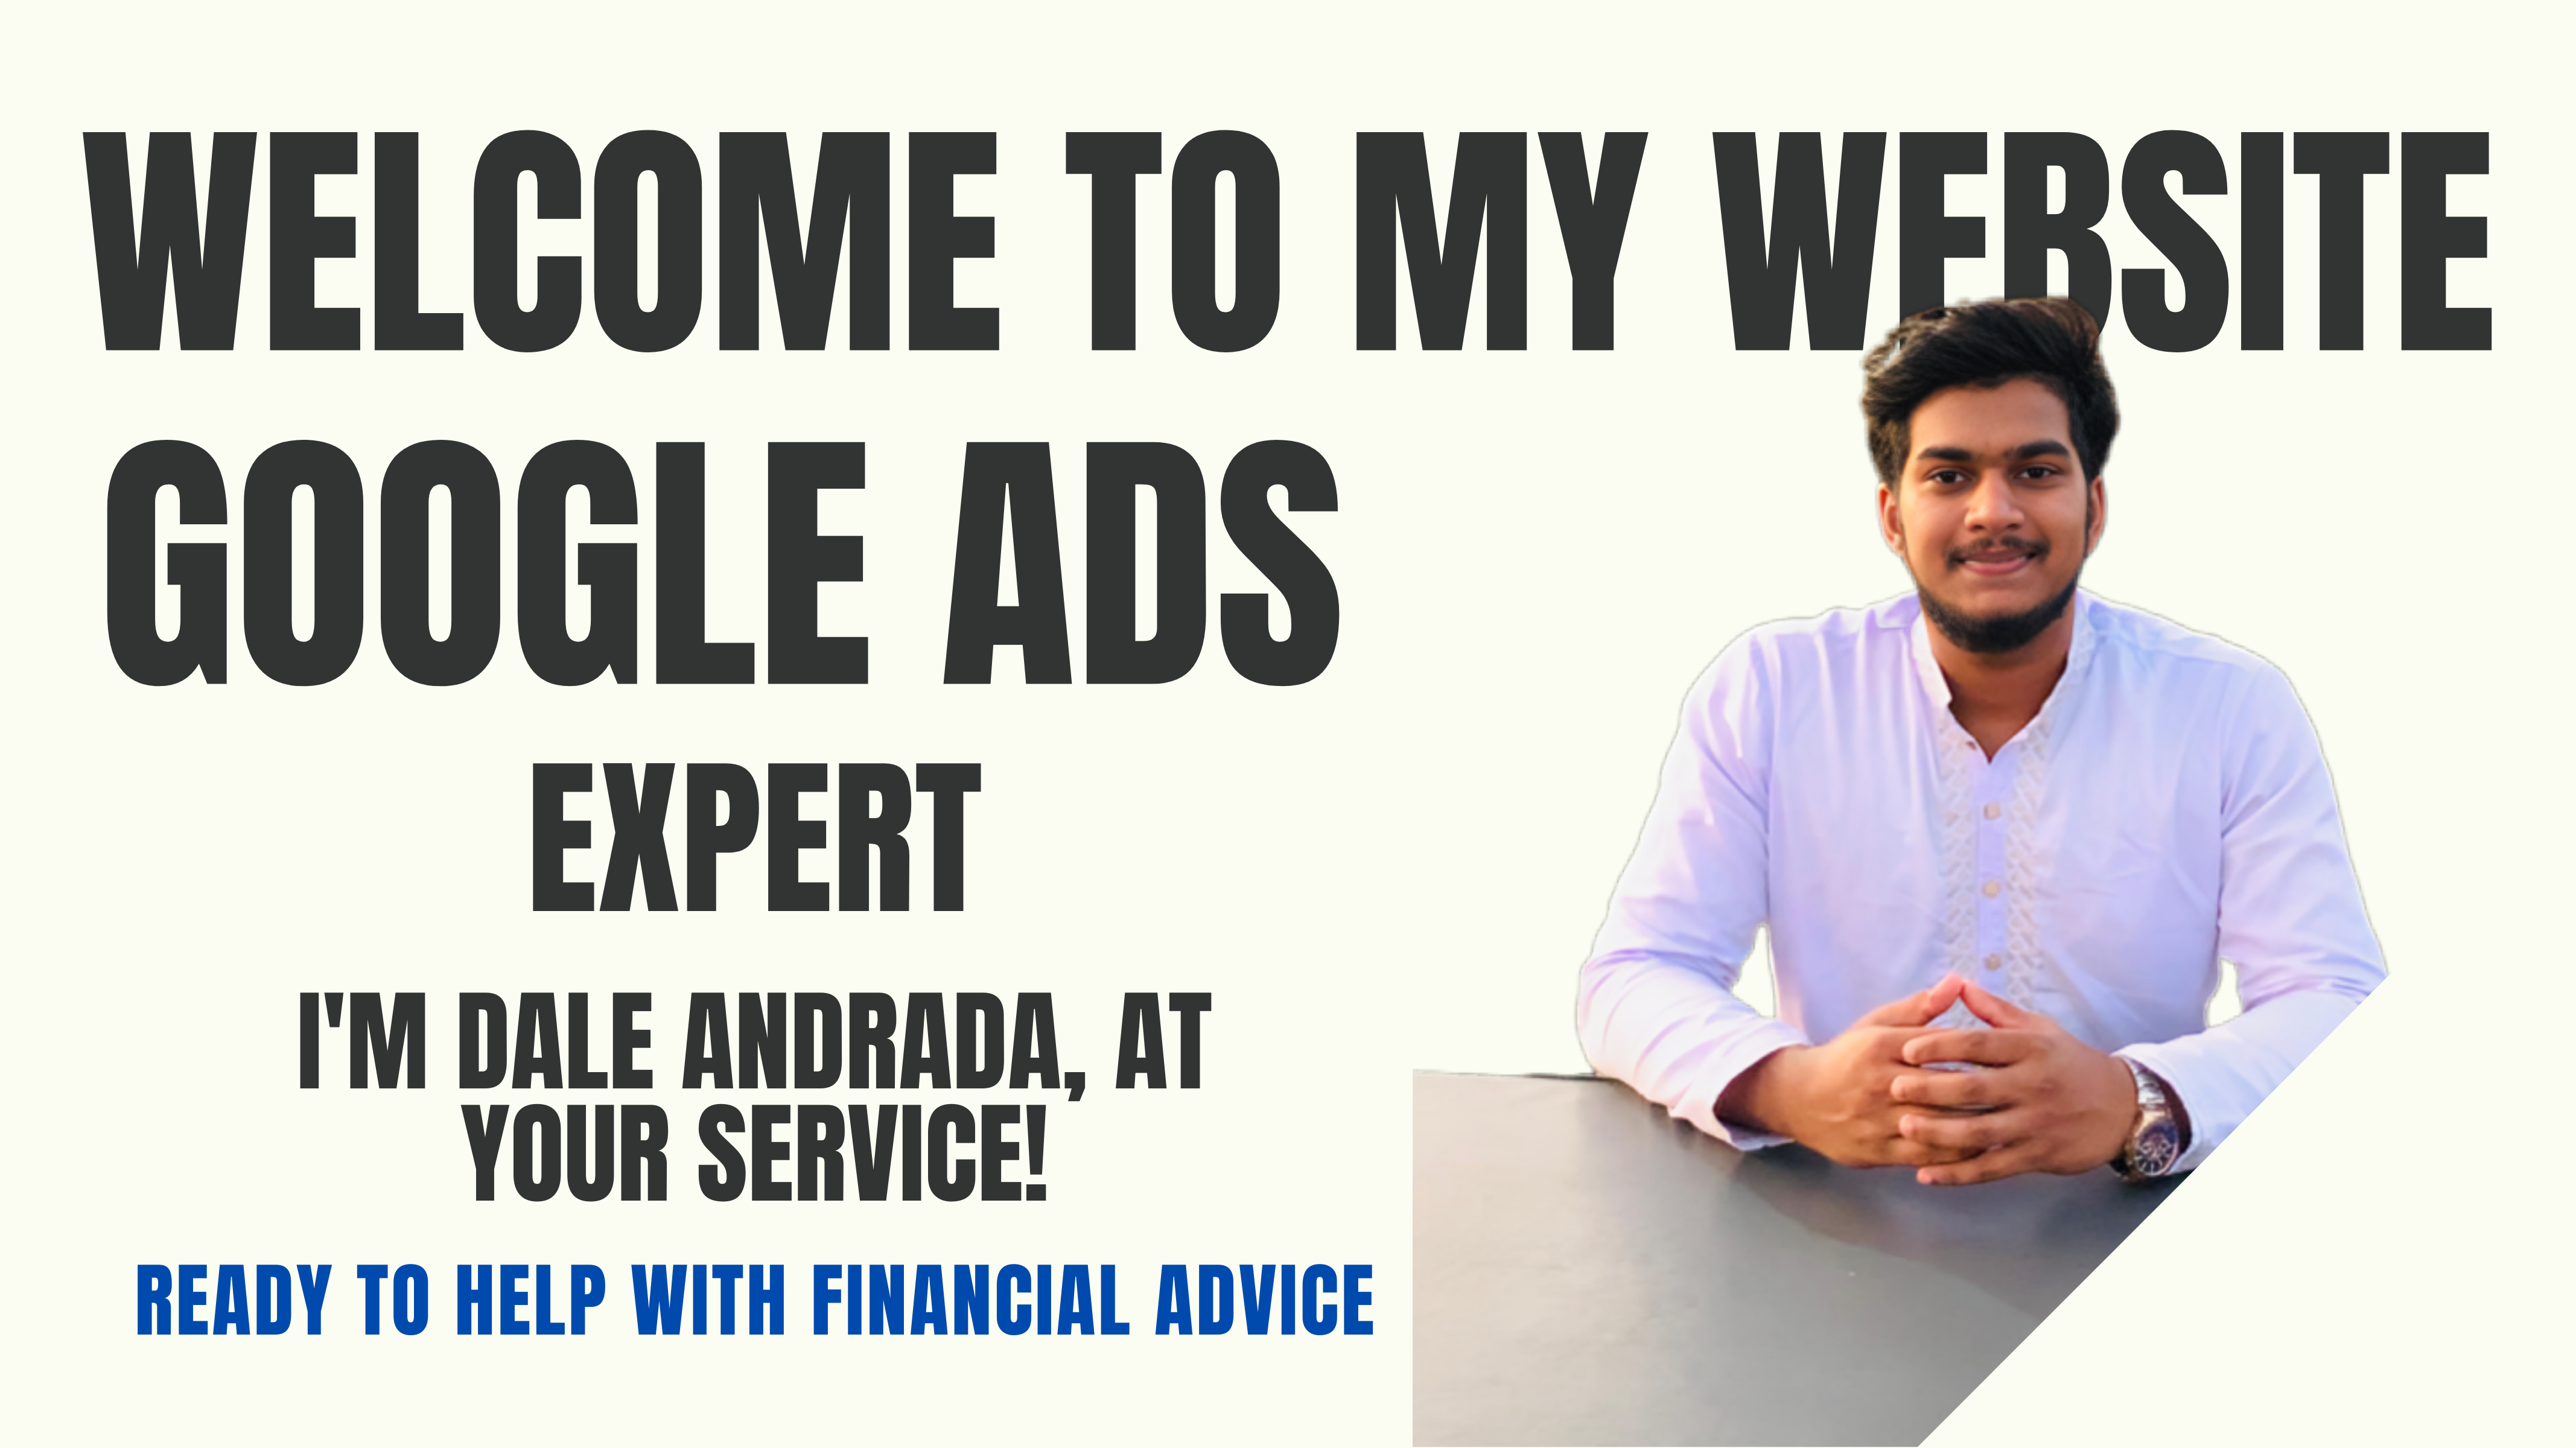 WELCOME TO MY WEBSITE
GOOGLE ADS
EXPERT
I'M DALE ANDRADA, AT
YOUR SERVICE!
READY TO HELP WITH FINANCIAL ADVICE